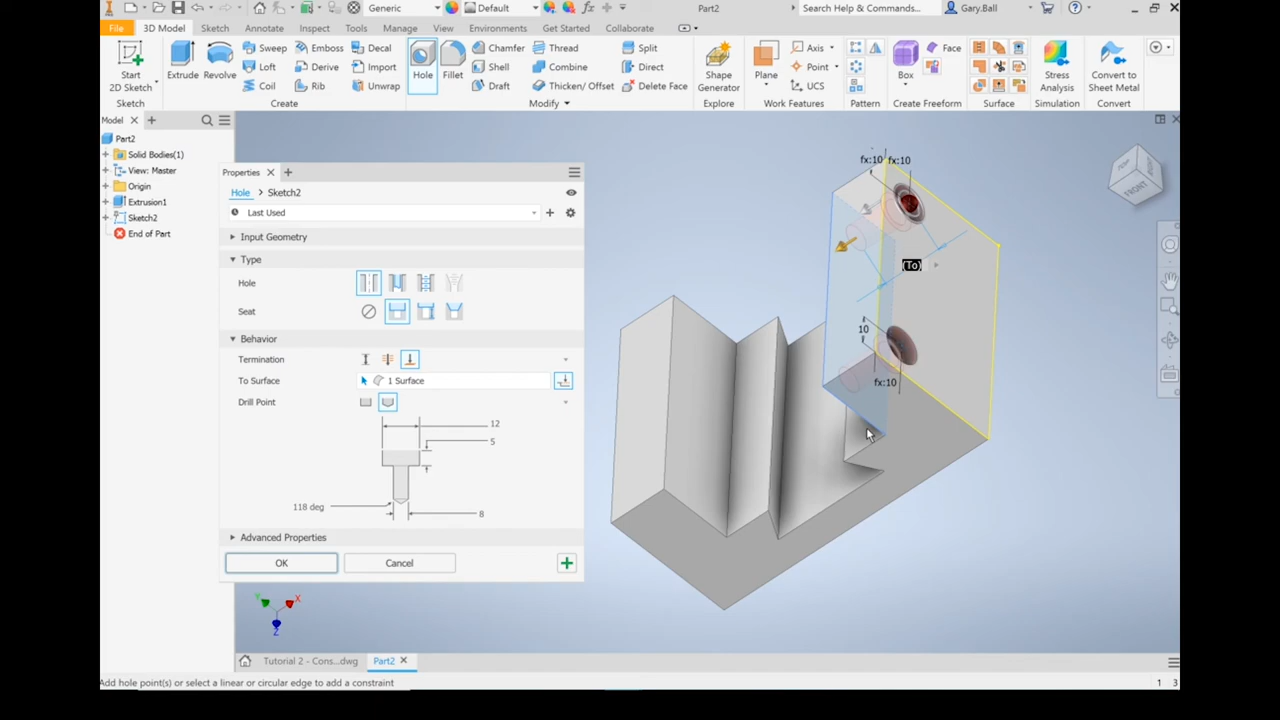 Generic
Default
Part2
Search Help & Commands...
Gary.Ball
File
3D Model
Sketch
Annotate
Inspect
Tools
Manage
View
Environments
Get Started
Collaborate
Start
2D Sketch
Extrude
Revolve
Sweep
Loft
Coil
Emboss
Derive
Rib
Decal
Import
Unwrap
Hole
Fillet
Chamfer
Shell
Draft
Thread
Combine
Thicken/ Offset
Split
Direct
Delete Face
Shape
Generator
Plane
Axis
Point
UCS
Box
Face
Stress
Analysis
Convert to
Sheet Metal
Sketch
Create
Modify
Explore
Work Features
Pattern
Create Freeform
Surface
Simulation
Convert
Model
Part2
Solid Bodies(1)
View: Master
Origin
Extrusion1
Sketch2
End of Part
Properties
Hole > Sketch2
Last Used
Input Geometry
Type
Hole
Seat
Behavior
Termination
To Surface
1 Surface
Drill Point
12
5
118 deg
8
Advanced Properties
OK
Cancel
fx:10
fx:10
(To)
10
fx:10
TOP
FRONT
Y
X
Z
Tutorial 2 - Cons...dwg
Part2
Add hole point(s) or select a linear or circular edge to add a constraint
1
3